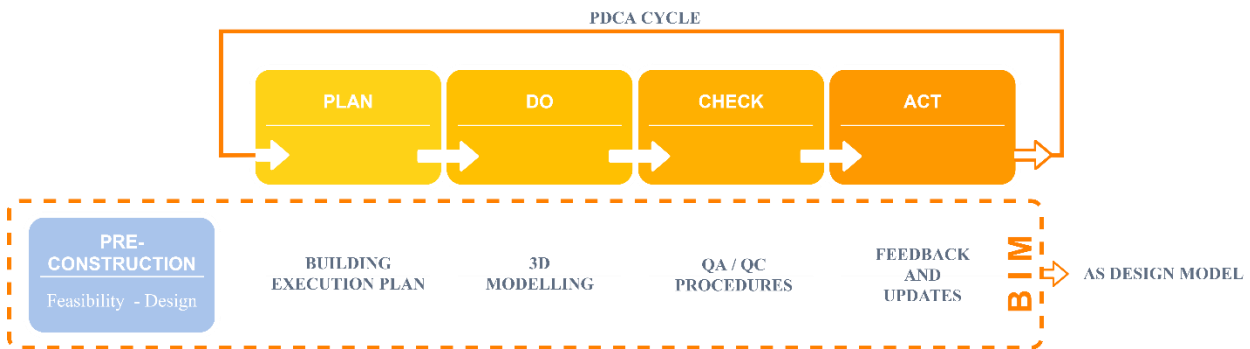 PDCA CYCLE
PLAN
DO
CHECK
ACT
PRE-
CONSTRUCTION
Feasibility - Design
BUILDING
EXECUTION PLAN
3D
MODELLING
QA / QC
PROCEDURES
FEEDBACK
AND
UPDATES
BIM
AS DESIGN MODEL